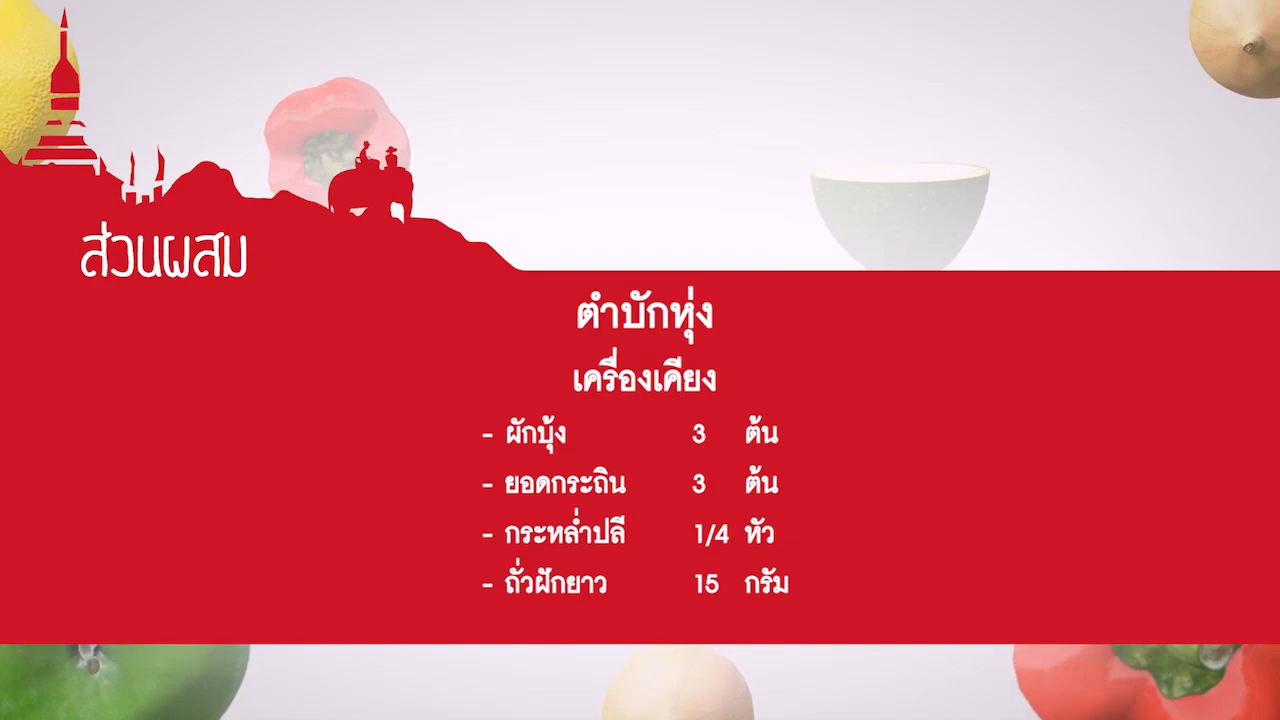 ส่วนผสม
ตำบักหุ่ง
เครื่องเคียง
- ผักบุ้ง 3 ต้น
- ยอดกระถิน 3 ต้น
- กระหล่ำปลี 1/4 หัว
- ถั่วฝักยาว 15 กรัม